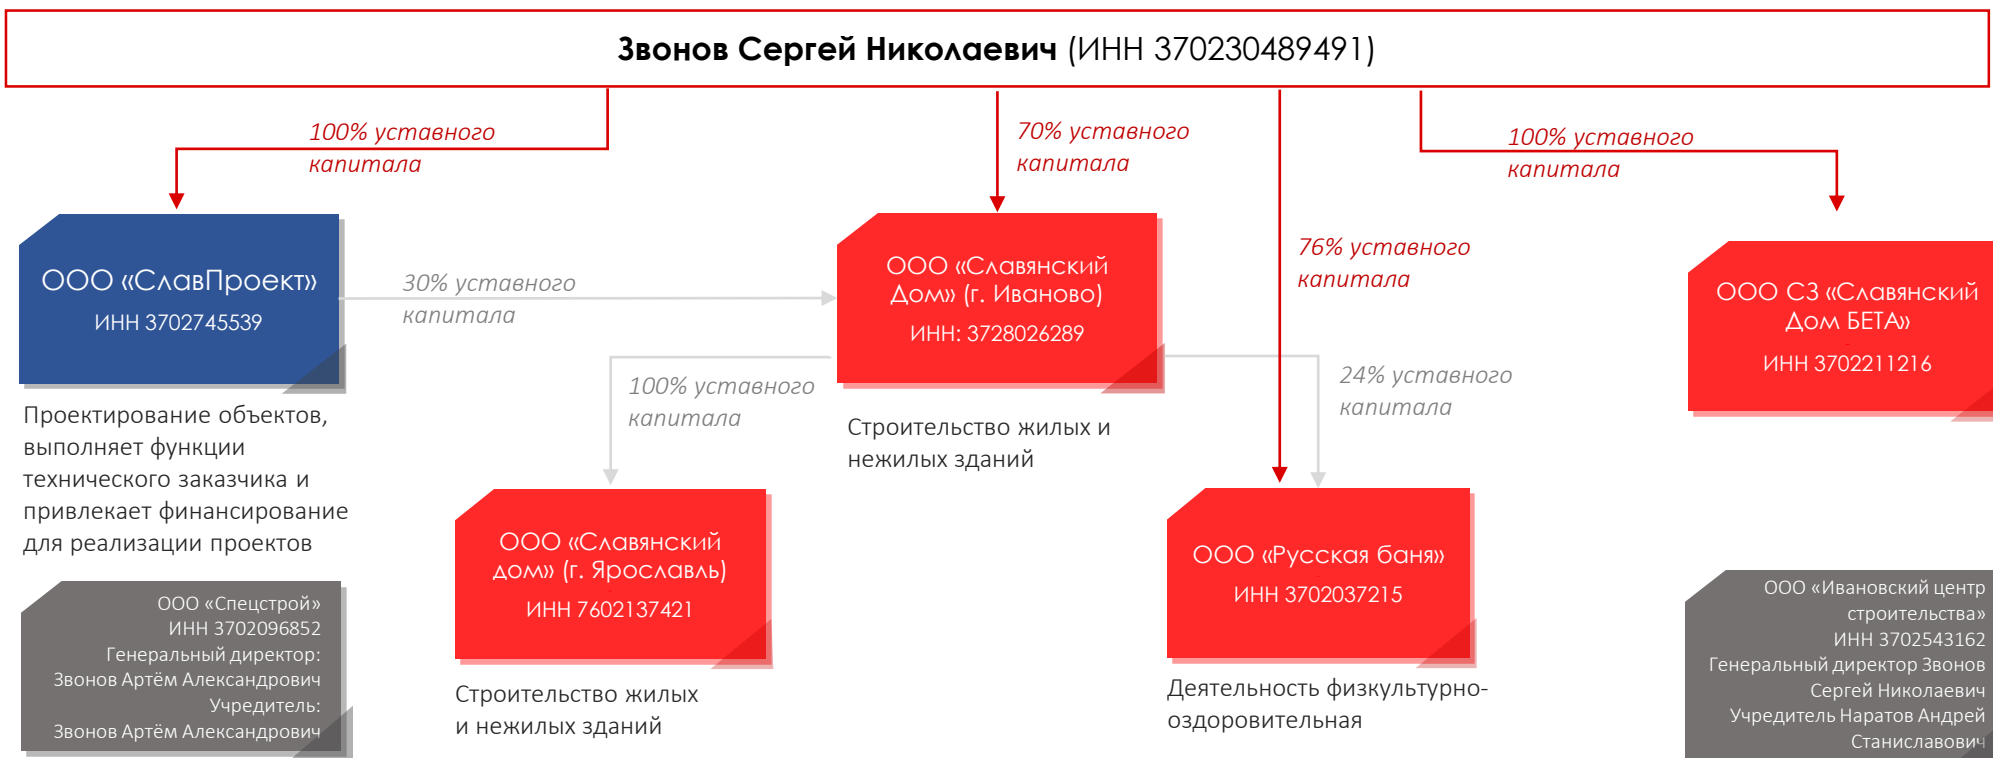 Звонов Сергей Николаевич (ИНН 370230489491)
100% уставного
капитала
70% уставного
капитала
100% уставного
капитала
76% уставного
капитала
ООО «СлавПроект»
ИНН 3702745539
30% уставного
капитала
ООО «Славянский
Дом» (г. Иваново)
ИНН: 3728026289
ООО СЗ «Славянский
Дом БЕТА»
ИНН 3702211216
100% уставного
капитала
24% уставного
капитала
Проектирование объектов,
выполняет функции
технического заказчика и
привлекает финансирование
для реализации проектов
Строительство жилых и
нежилых зданий
ООО «Славянский
дом» (г. Ярославль)
ИНН 7602137421
Строительство жилых
и нежилых зданий
ООО «Русская баня»
ИНН 3702037215
Деятельность физкультурно-
оздоровительная
ООО «Спецстрой»
ИНН 3702096852
Генеральный директор:
Звонов Артём Александрович
Учредитель:
Звонов Артём Александрович
ООО «Ивановский центр
строительства»
ИНН 3702543162
Генеральный директор Звонов
Сергей Николаевич
Учредитель Наратов Андрей
Станиславович